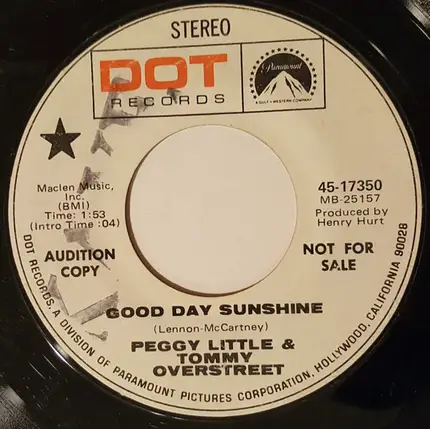 STEREO
DOT
RECORDS
Paramount
A GULF + WESTERN COMPANY
Maclen Music,
Inc.
(BMI)
Time: 1:53
(Intro Time :04)
45-17350
MB-25157
Produced by
Henry Hurt
AUDITION
COPY
NOT FOR
SALE
GOOD DAY SUNSHINE
(Lennon-McCartney)
PEGGY LITTLE &
TOMMY
OVERSTREET
DOT RECORDS, A DIVISION OF PARAMOUNT PICTURES CORPORATION, HOLLYWOOD, CALIFORNIA 90028